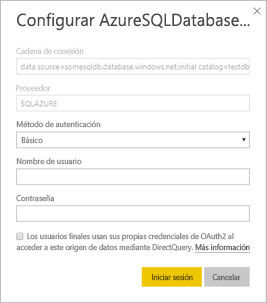 Configurar AzureSQLDatabase...
Cadena de conexión
data source=somesqldb.database.windows.net;initial catalog=testdb
Proveedor
SQLAZURE
Método de autenticación
Básico
Nombre de usuario
Contraseña
Los usuarios finales usan sus propias credenciales de OAuth2 al
acceder a este origen de datos mediante DirectQuery. Más información
Iniciar sesión
Cancelar